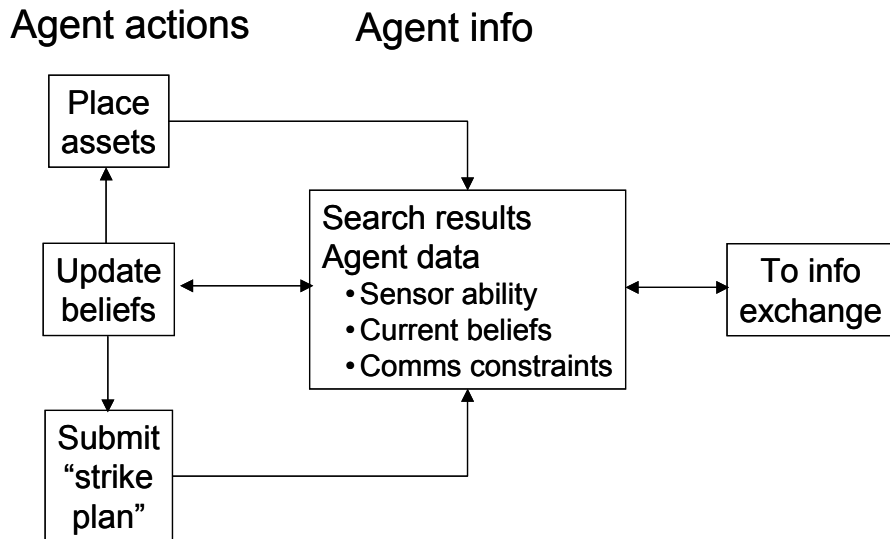 Agent actions
Agent info
Place
assets
Update
beliefs
Submit
“strike
plan”
Search results
Agent data
• Sensor ability
• Current beliefs
• Comms constraints
To info
exchange